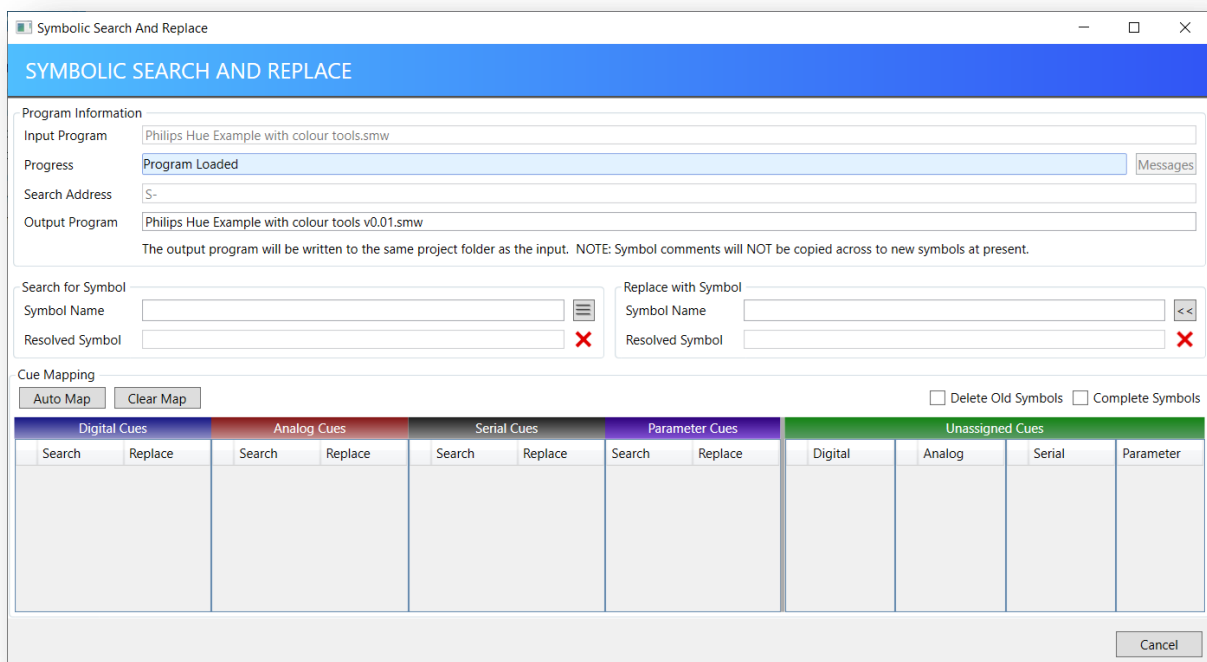 Symbolic Search And Replace
SYMBOLIC SEARCH AND REPLACE
Program Information
Input Program Philips Hue Example with colour tools.smw
Progress Program Loaded Messages
Search Address S-
Output Program Philips Hue Example with colour tools v0.01.smw
The output program will be written to the same project folder as the input. NOTE: Symbol comments will NOT be copied across to new symbols at present.
Search for Symbol Replace with Symbol
Symbol Name Symbol Name <<
Resolved Symbol Resolved Symbol
Cue Mapping
Auto Map Clear Map Delete Old Symbols Complete Symbols
Digital Cues Analog Cues Serial Cues Parameter Cues Unassigned Cues
Search Replace Search Replace Search Replace Search Replace Digital Analog Serial Parameter
Cancel